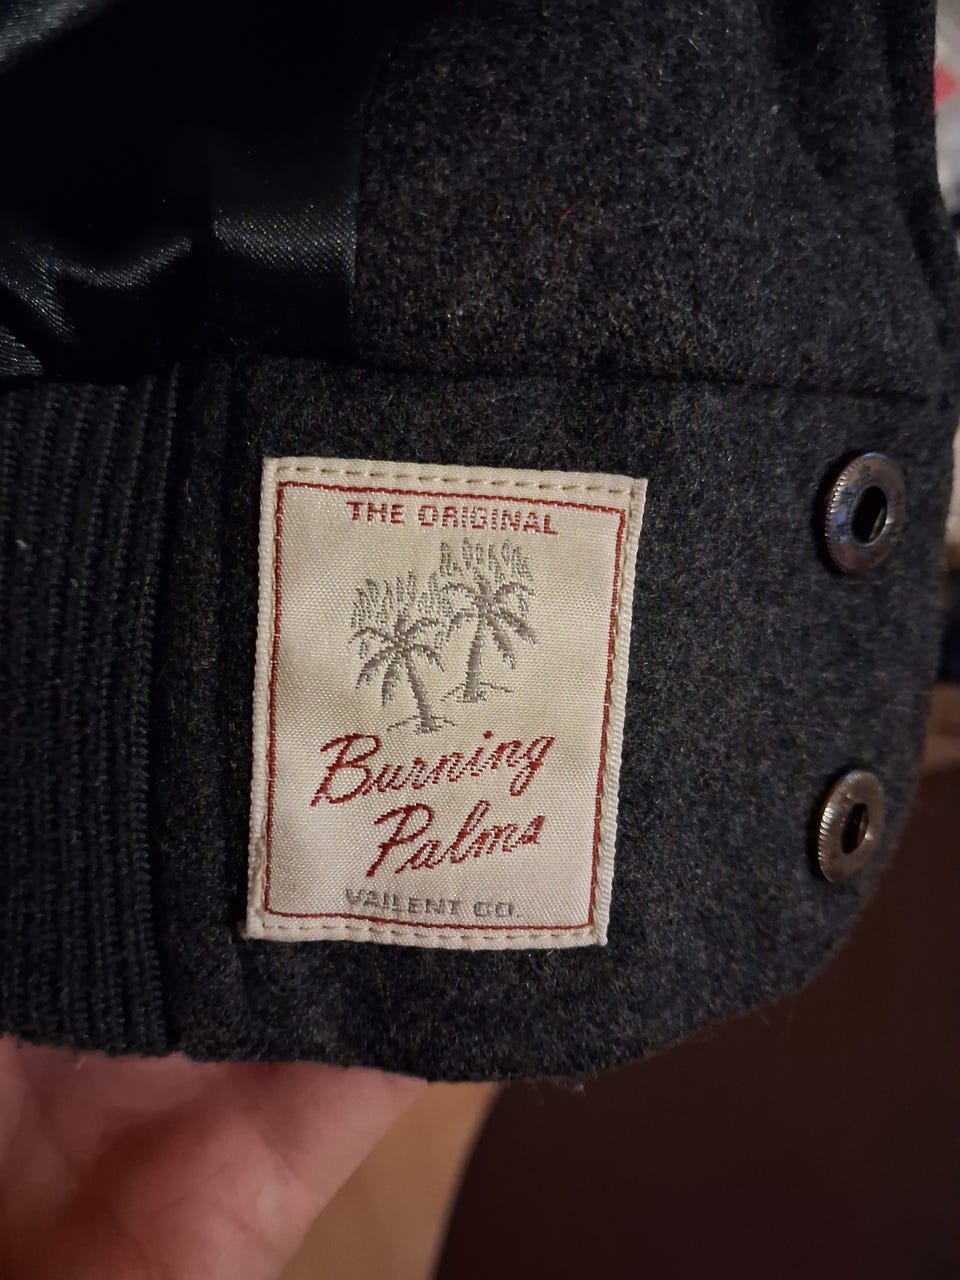 THE ORIGINAL
Burning
Palms
VAILENT CO.